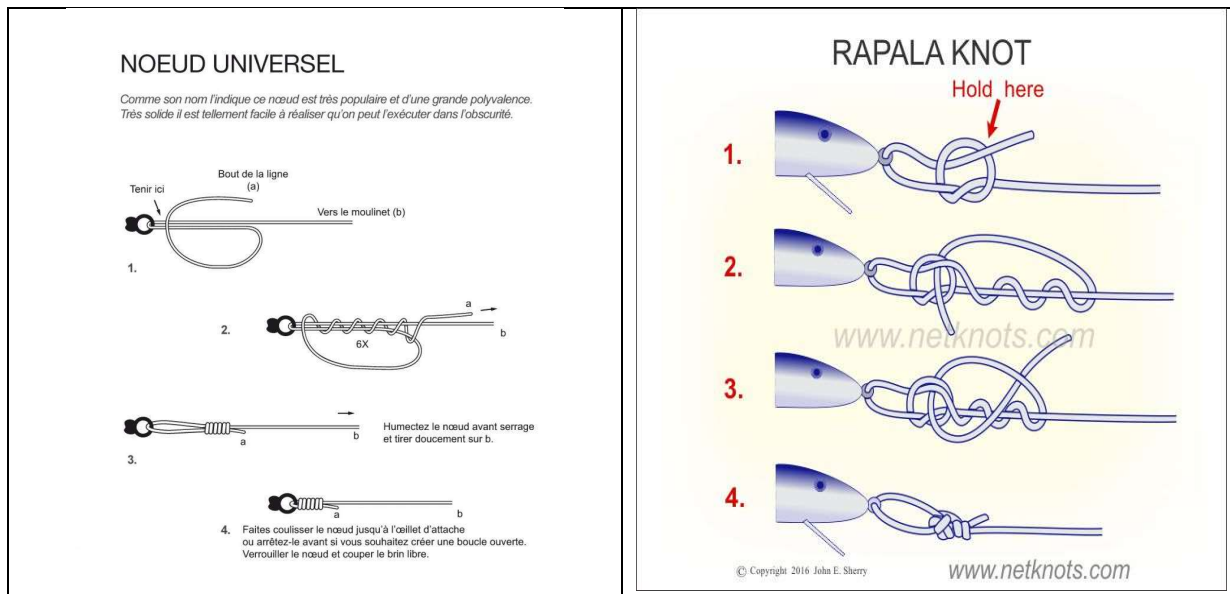 NOEUD UNIVERSEL
Comme son nom l'indique ce nœud est très populaire et d'une grande polyvalence.
Très solide il est tellement facile à réaliser qu'on peut l'exécuter dans l'obscurité.
Bout de la ligne
(a)
Tenir ici
Vers le moulinet (b)
1.
a
2.
b
6X
Humectez le nœud avant serrage
et tirer doucement sur b.
b
a
3.
a
b
4. Faites coulisser le nœud jusqu'à l'œillet d'attache
ou arrêtez-le avant si vous souhaitez créer une boucle ouverte.
Verrouiller le nœud et couper le brin libre.
RAPALA KNOT
Hold here
1.
2.
www.netknots.com
3.
4.
© Copyright 2016 John E. Sherry
www.netknots.com